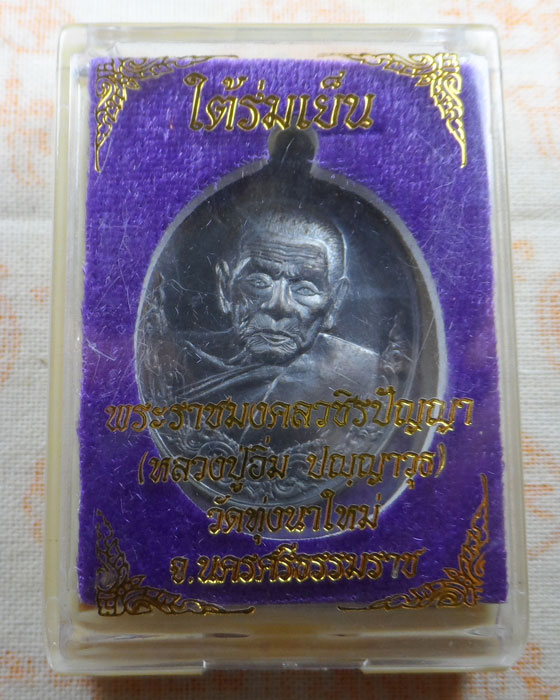 ใต้ร่มเย็น
พระราชมงคลวชิรปัญญา
(หลวงปู่อิ่ม ปญฺญาวุธ)
วัดทุ่งนาใหม่
จ.นครศรีธรรมราช